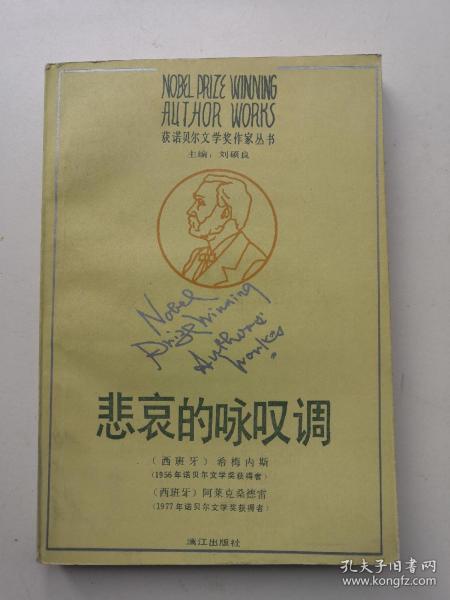 NOBEL PRIZE WINNING
AUTHOR WORKS
获诺贝尔文学奖作家丛书
主编：刘硕良
Nobel
Prize Winning
Authors'
works
悲哀的咏叹调
（西班牙）希梅内斯
（1956年诺贝尔文学奖获得者）
（西班牙）阿莱克桑德雷
（1977年诺贝尔文学奖获得者）
漓江出版社
孔夫子旧书网
www.kongfz.com